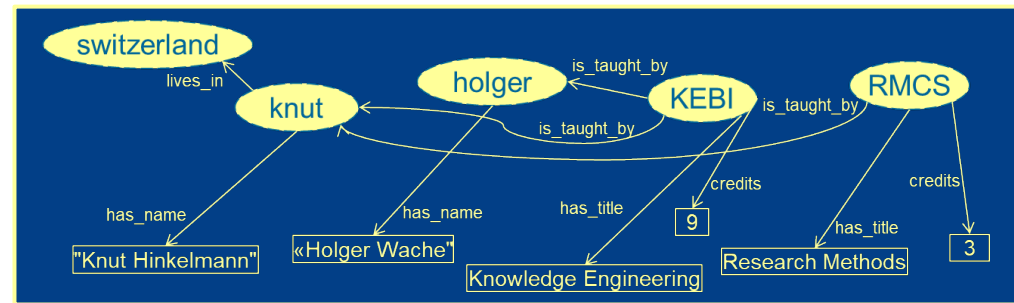 switzerland
lives_in
knut
holger
is_taught_by
KEBI
RMCS
is_taught_by
is_taught_by
has_name
"Knut Hinkelmann"
has_name
«Holger Wache"
has_title
Knowledge Engineering
credits
9
has_title
Research Methods
credits
3